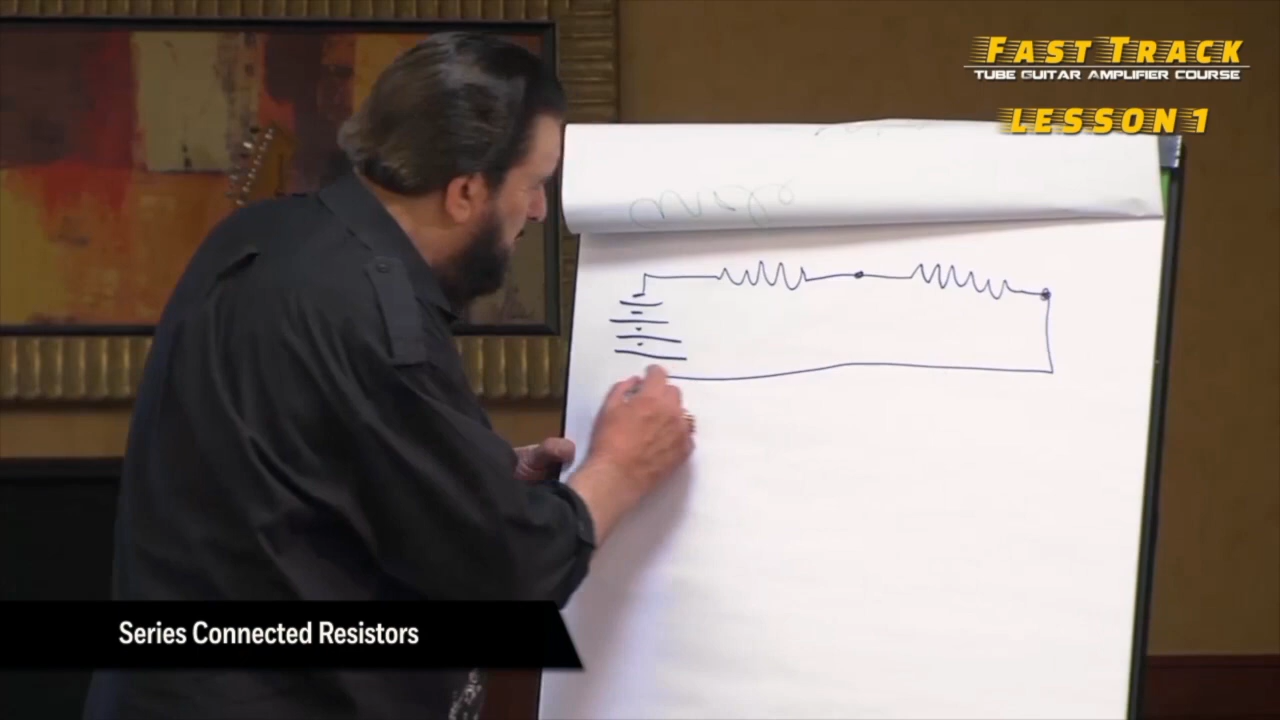 FAST TRACK
TUBE GUITAR AMPLIFIER COURSE
LESSON 1
Series Connected Resistors